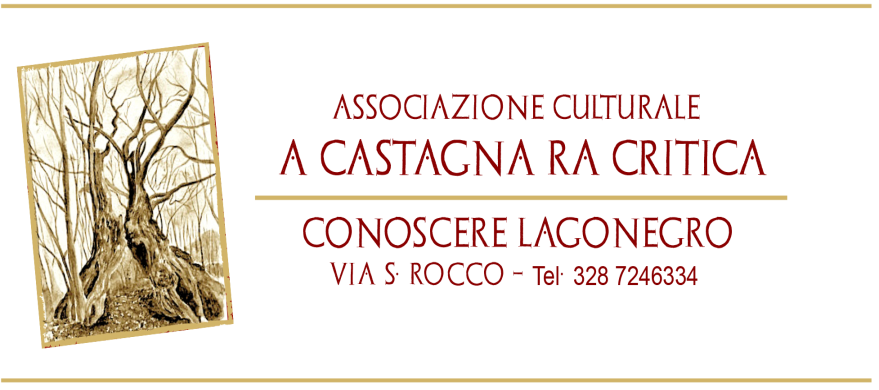 ASSOCIAZIONE CULTURALE
A CASTAGNA RA CRITICA
CONOSCERE LAGONEGRO
VIA S. ROCCO - Tel. 328 7246334